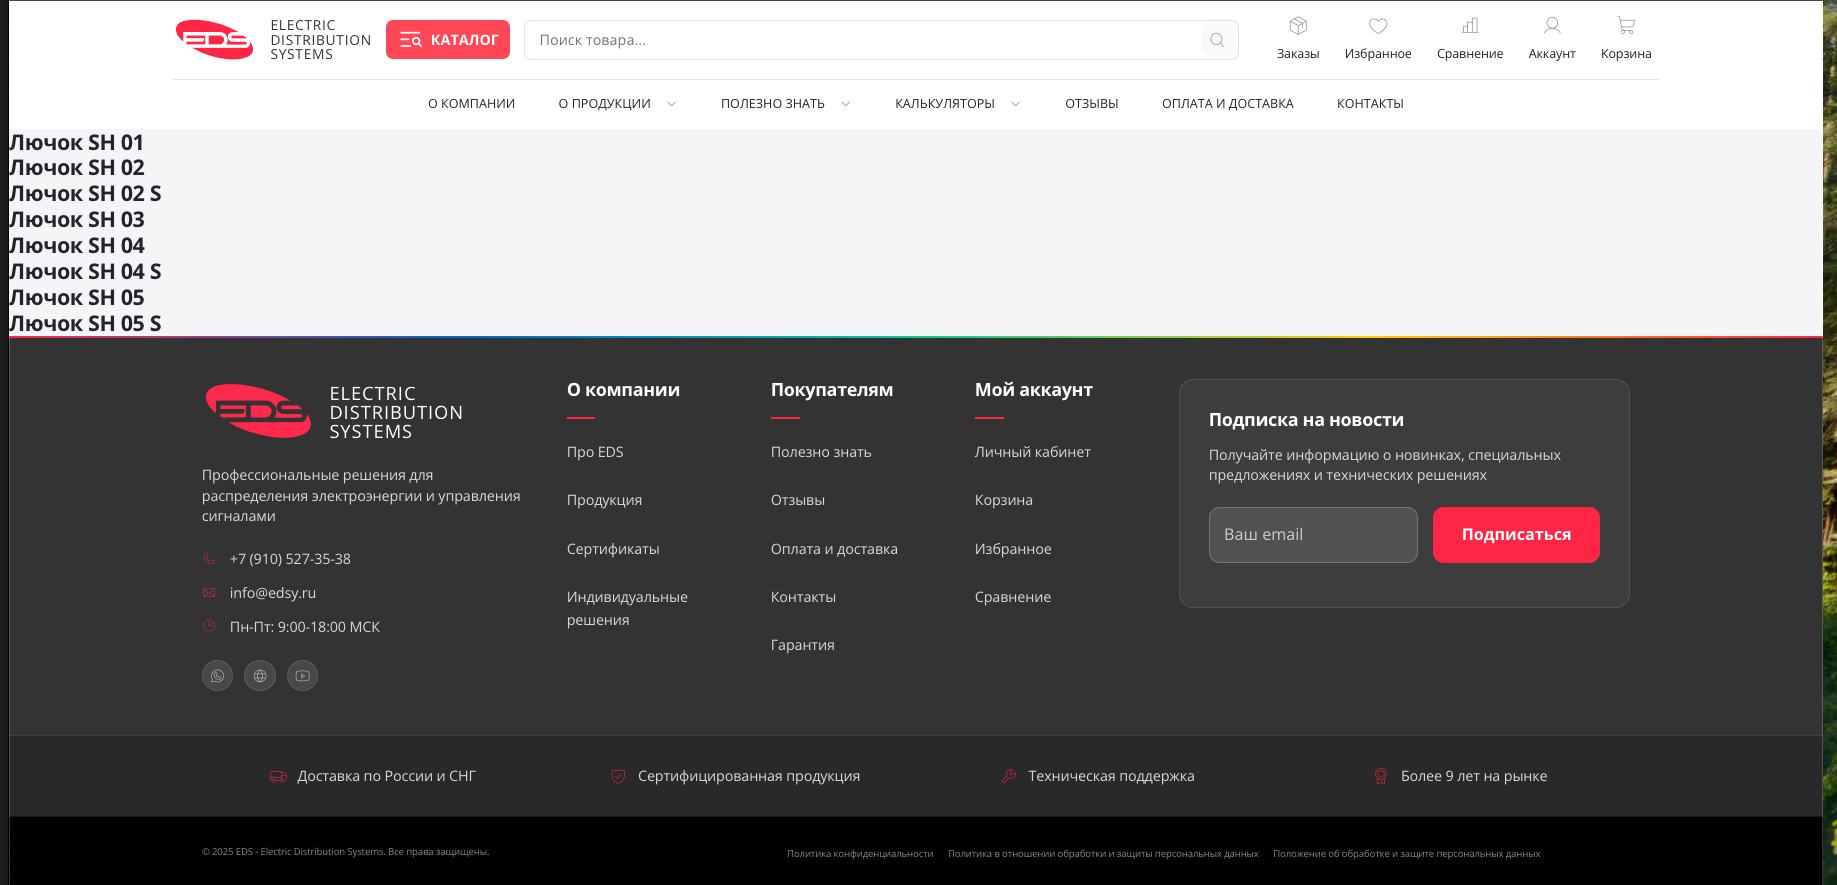 EDS
ELECTRIC
DISTRIBUTION
SYSTEMS
КАТАЛОГ
Поиск товара...
Заказы
Избранное
Сравнение
Аккаунт
Корзина
О КОМПАНИИ
О ПРОДУКЦИИ
ПОЛЕЗНО ЗНАТЬ
КАЛЬКУЛЯТОРЫ
ОТЗЫВЫ
ОПЛАТА И ДОСТАВКА
КОНТАКТЫ
Лючок SH 01
Лючок SH 02
Лючок SH 02 S
Лючок SH 03
Лючок SH 04
Лючок SH 04 S
Лючок SH 05
Лючок SH 05 S
EDS
ELECTRIC
DISTRIBUTION
SYSTEMS
Профессиональные решения для
распределения электроэнергии и управления
сигналами
+7 (910) 527-35-38
info@edsy.ru
Пн-Пт: 9:00-18:00 МСК
О компании
Про EDS
Продукция
Сертификаты
Индивидуальные
решения
Покупателям
Полезно знать
Отзывы
Оплата и доставка
Контакты
Гарантия
Мой аккаунт
Личный кабинет
Корзина
Избранное
Сравнение
Подписка на новости
Получайте информацию о новинках, специальных
предложениях и технических решениях
Ваш email
Подписаться
Доставка по России и СНГ
Сертифицированная продукция
Техническая поддержка
Более 9 лет на рынке
© 2025 EDS - Electric Distribution Systems. Все права защищены.
Политика конфиденциальности
Политика в отношении обработки и защиты персональных данных
Положение об обработке и защите персональных данных